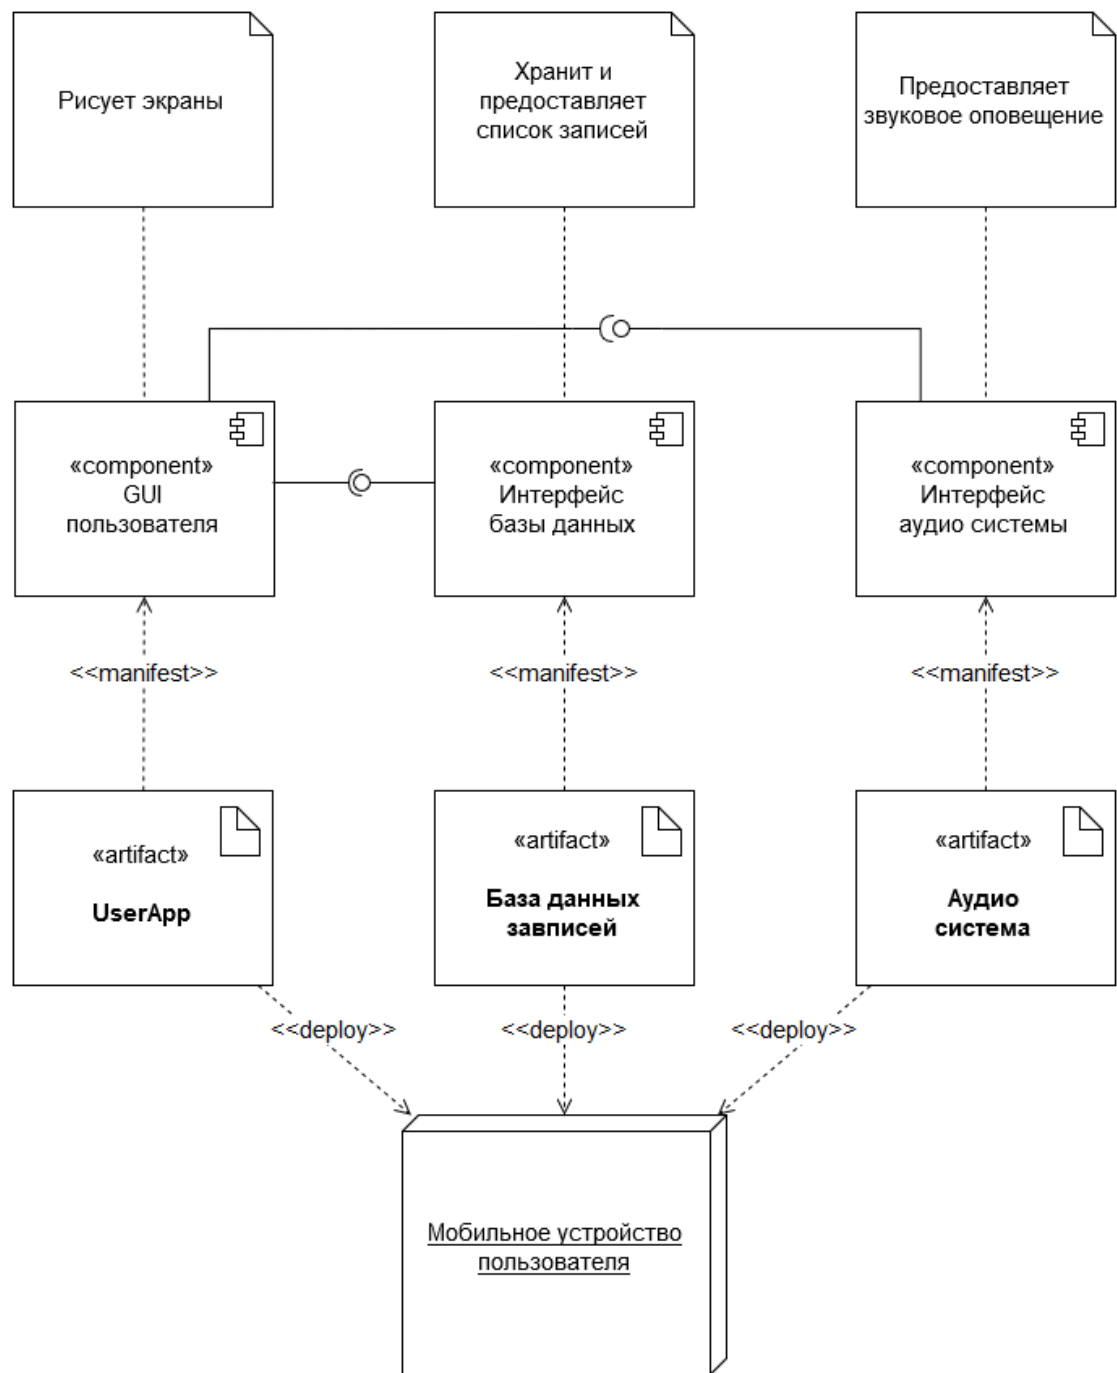 Рисует экраны
Хранит и
предоставляет
список записей
Предоставляет
звуковое оповещение
«component»
GUI
пользователя
«component»
Интерфейс
базы данных
«component»
Интерфейс
аудио системы
<<manifest>>
<<manifest>>
<<manifest>>
«artifact»
UserApp
«artifact»
База данных
завписей
«artifact»
Аудио
система
<<deploy>>
<<deploy>>
<<deploy>>
Мобильное устройство
пользователя